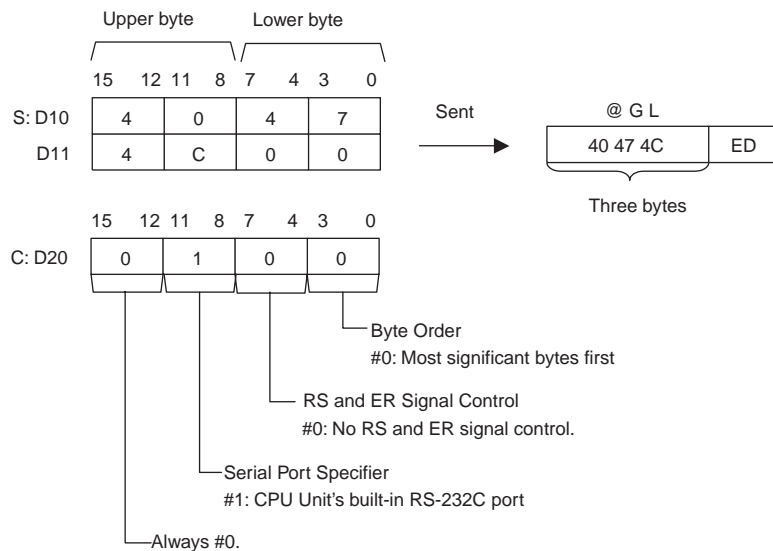 Upper byte Lower byte
15 12 11 8 7 4 3 0
S: D10 4 0 4 7
D11 4 C 0 0
Sent
@ G L
40 47 4C ED
Three bytes
15 12 11 8 7 4 3 0
C: D20 0 1 0 0
Byte Order
#0: Most significant bytes first
RS and ER Signal Control
#0: No RS and ER signal control.
Serial Port Specifier
#1: CPU Unit's built-in RS-232C port
Always #0.